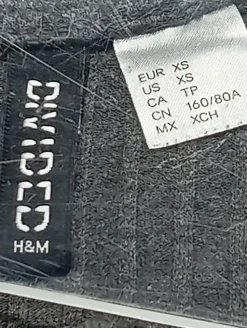 DIVIDED
H&M
EUR XS
US XS
CA TP
CN 160/80A
MX XCH